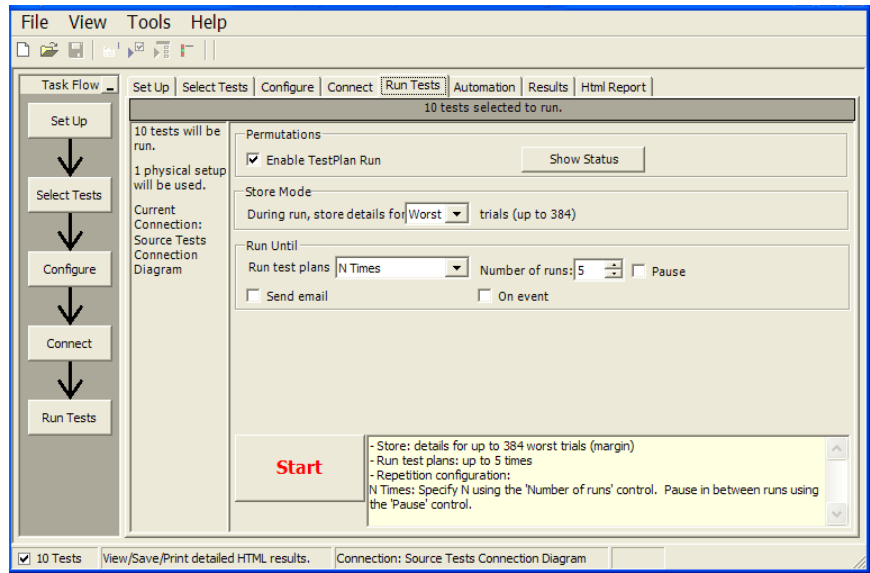 File View Tools Help
Task Flow
Set Up
Select Tests
Configure
Connect
Run Tests
Set Up Select Tests Configure Connect Run Tests Automation Results Html Report
10 tests selected to run.
10 tests will be
run.
1 physical setup
will be used.
Current
Connection:
Source Tests
Connection
Diagram
Permutations
Enable TestPlan Run Show Status
Store Mode
During run, store details for Worst trials (up to 384)
Run Until
Run test plans N Times Number of runs: 5 Pause
Send email On event
Start
- Store: details for up to 384 worst trials (margin)
- Run test plans: up to 5 times
- Repetition configuration:
N Times: Specify N using the 'Number of runs' control. Pause in between runs using
the 'Pause' control.
10 Tests View/Save/Print detailed HTML results. Connection: Source Tests Connection Diagram